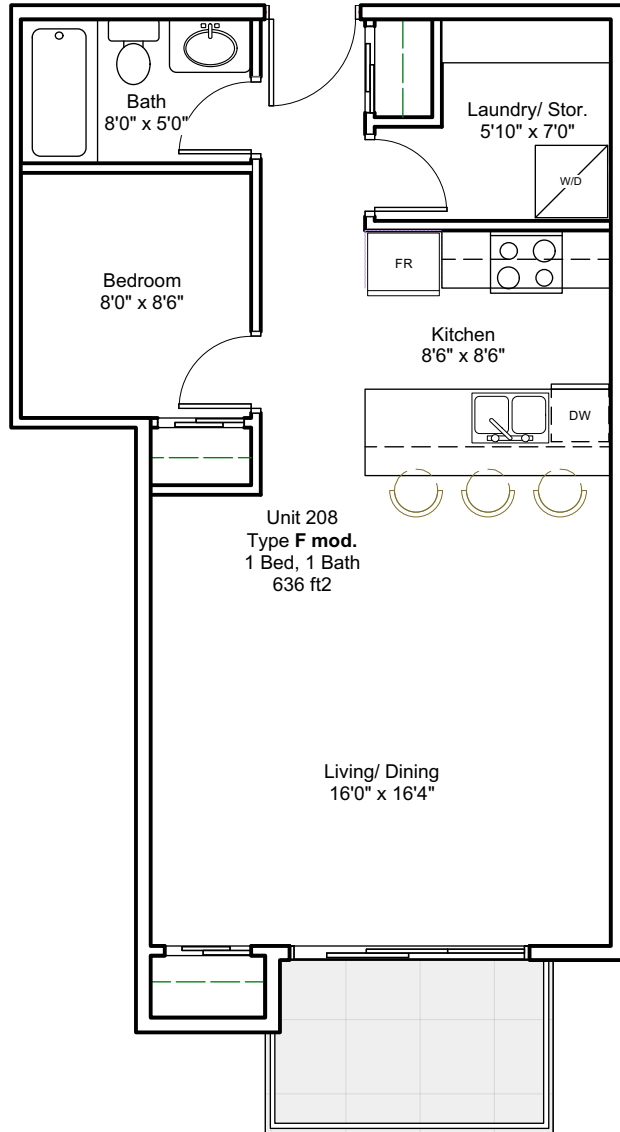 Bath
8'0" x 5'0"
Laundry/ Stor.
5'10" x 7'0"
W/D
Bedroom
8'0" x 8'6"
FR
Kitchen
8'6" x 8'6"
DW
Unit 208
Type F mod.
1 Bed, 1 Bath
636 ft2
Living/ Dining
16'0" x 16'4"